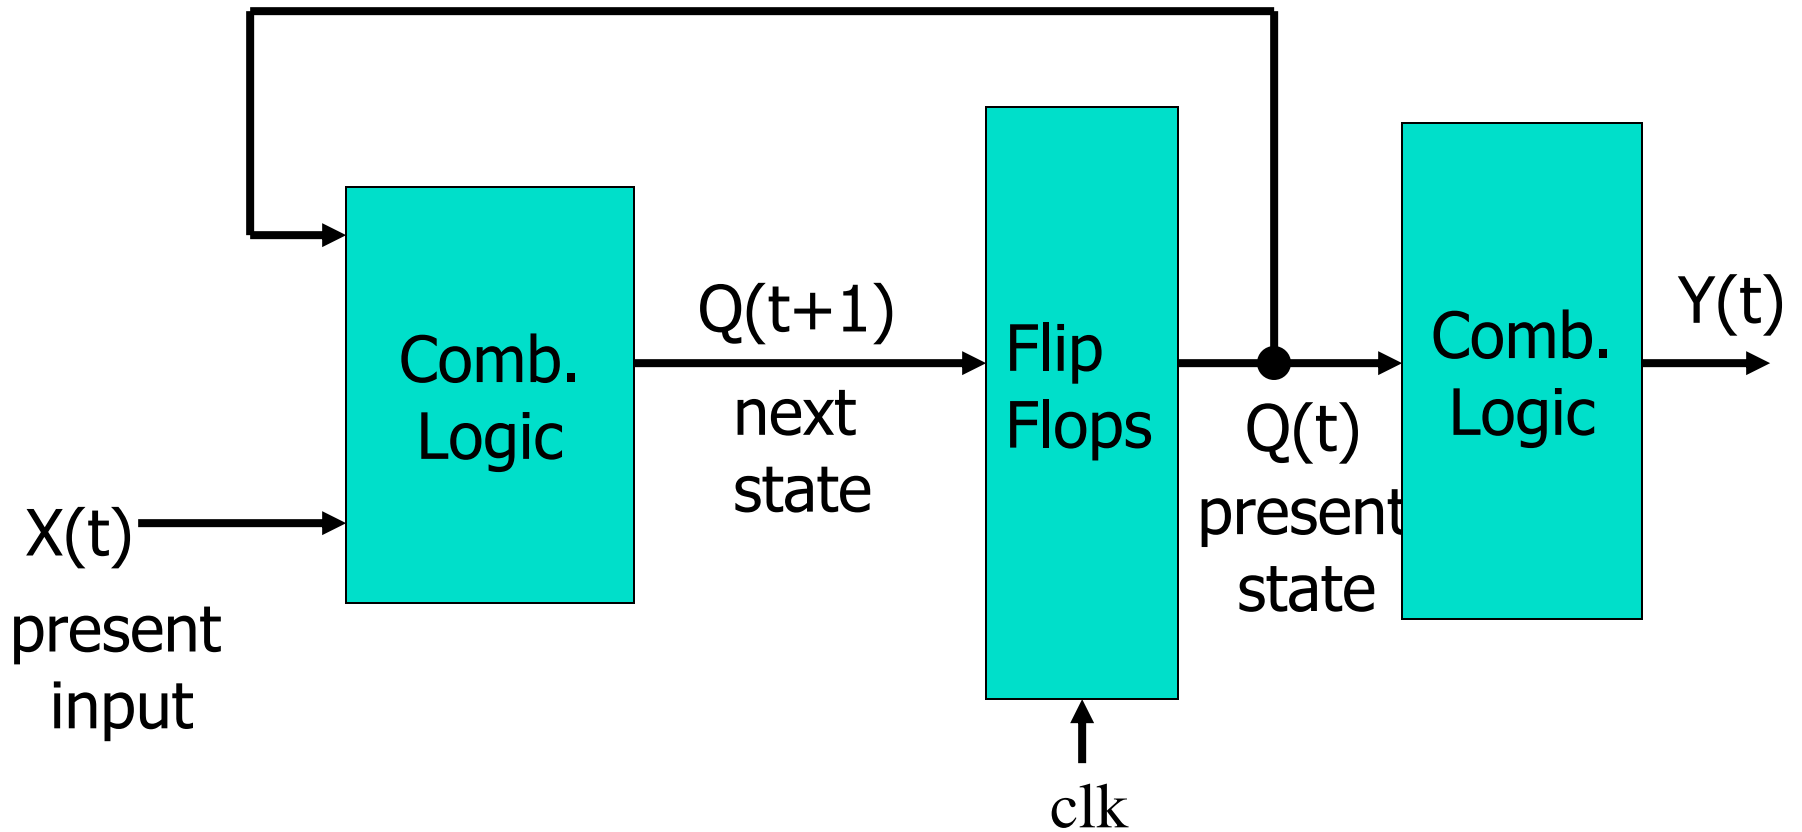 X(t)
present
input
Comb.
Logic
Q(t+1)
next
state
Flip
Flops
clk
Q(t)
present
state
Comb.
Logic
Y(t)